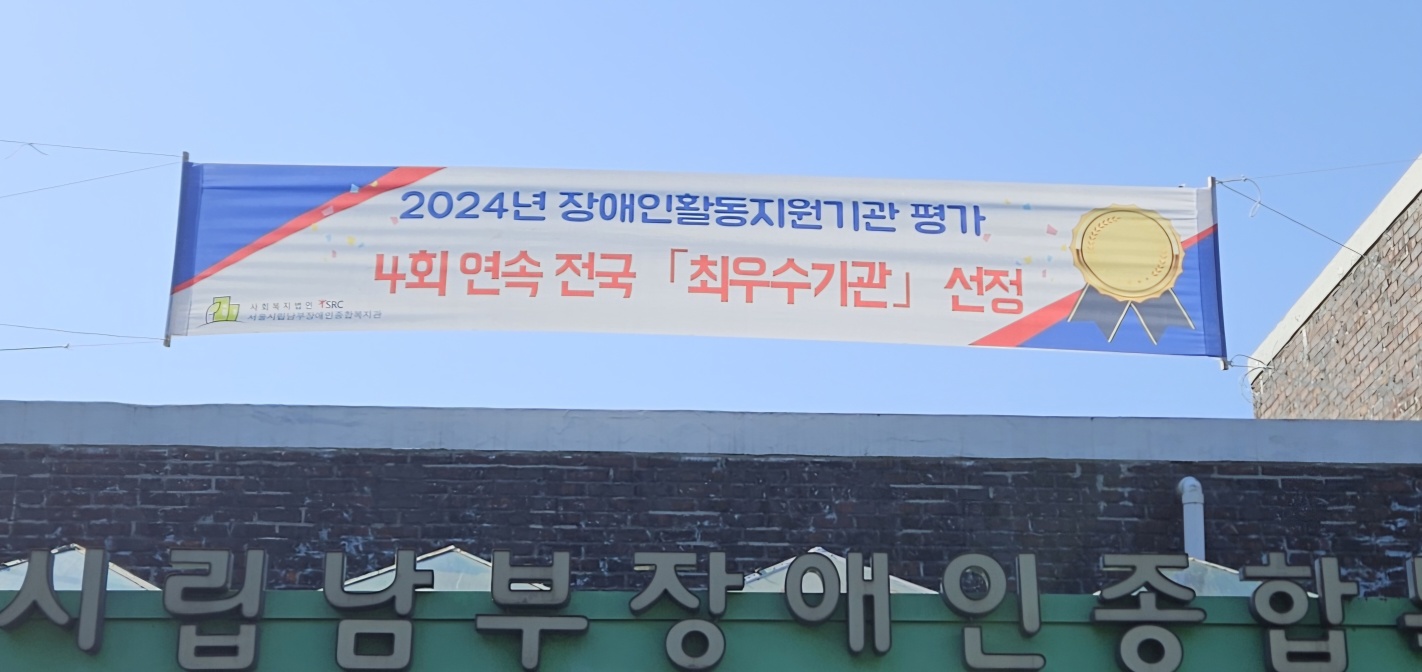 2024년 장애인활동지원기관 평가
4회 연속 전국 「최우수기관」 선정
사회복지법인 SRC
서울시립남부장애인종합복지관
시립남부장애인종합